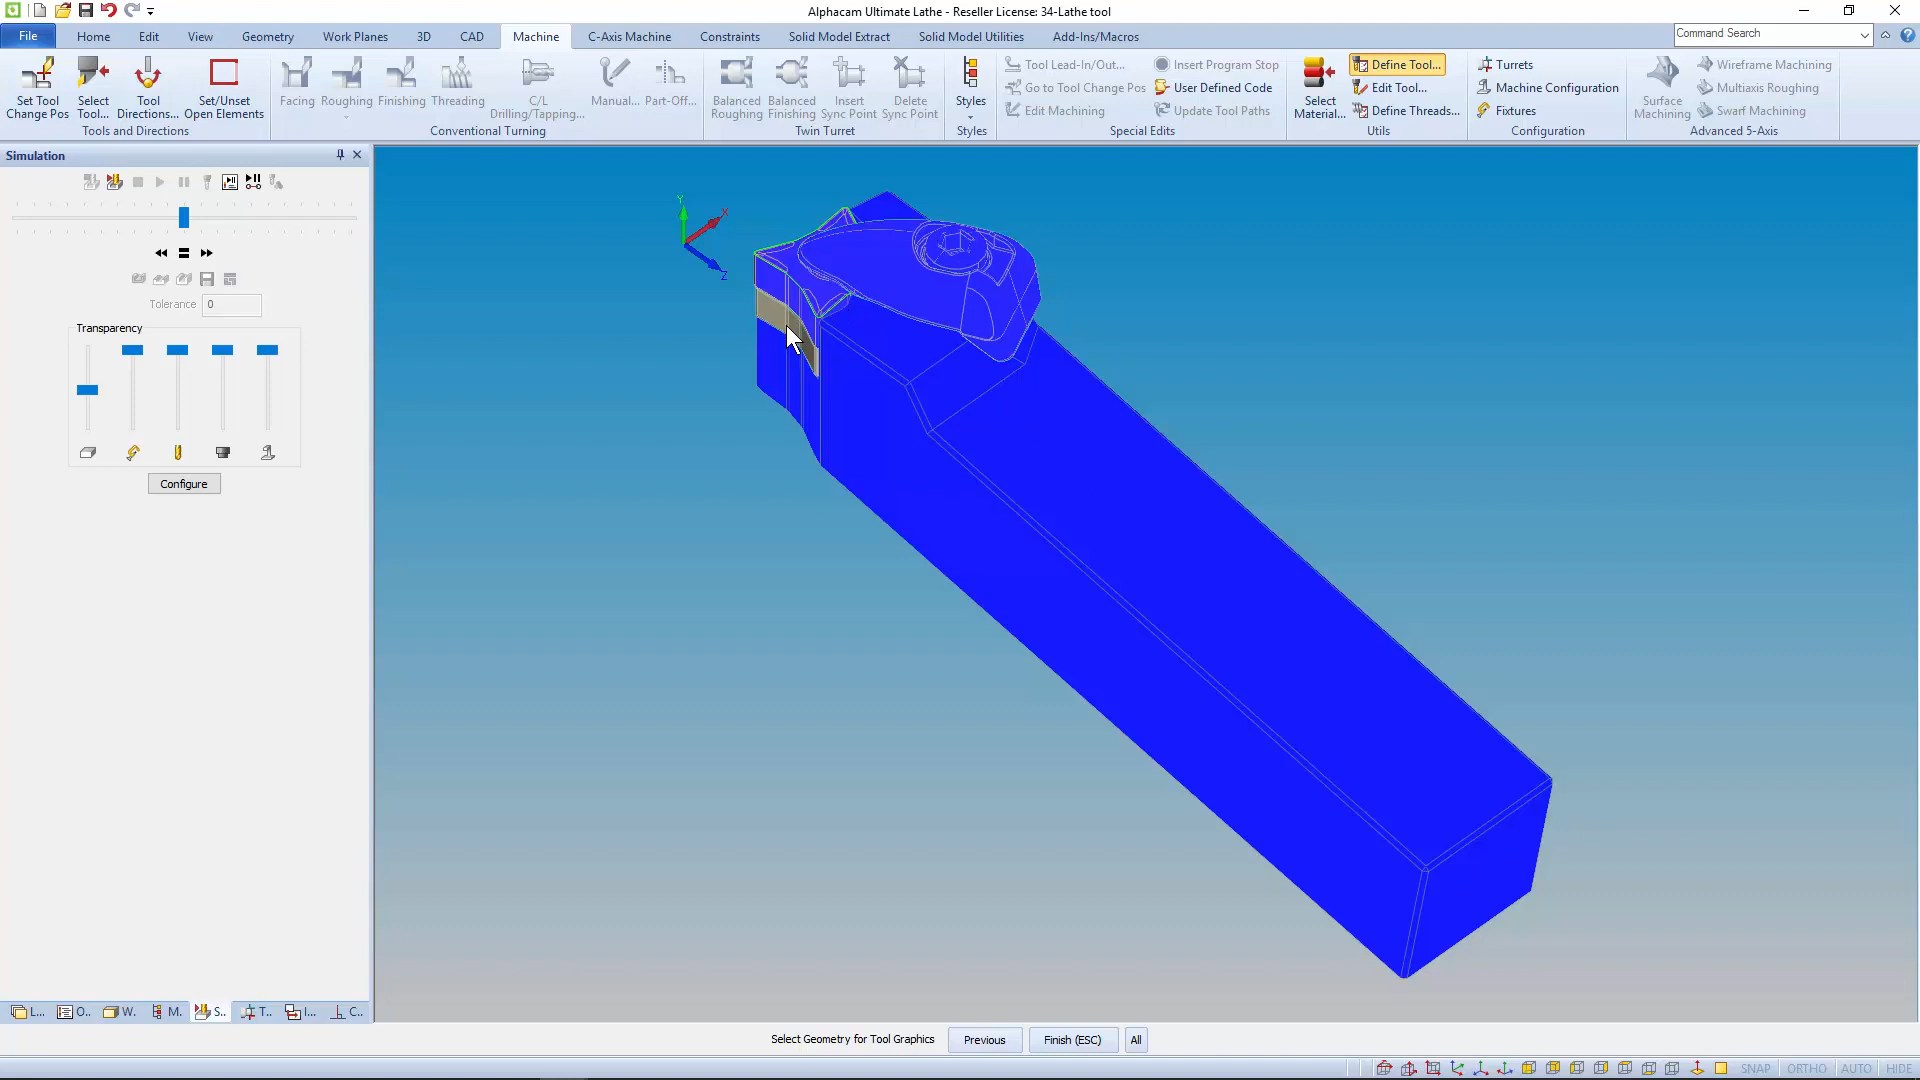 Alphacam Ultimate Lathe - Reseller License: 34-Lathe tool
File Home Edit View Geometry Work Planes 3D CAD Machine C-Axis Machine Constraints Solid Model Extract Solid Model Utilities Add-Ins/Macros
Command Search
Set Tool Change Pos
Select Tool...
Tool Directions...
Set/Unset Open Elements
Tools and Directions
Facing
Roughing
Finishing
Threading
C/L Drilling/Tapping...
Manual...
Part-Off...
Conventional Turning
Balanced Roughing
Balanced Finishing
Insert Sync Point
Delete Sync Point
Twin Turret
Styles
Styles
Tool Lead-In/Out...
Go to Tool Change Pos
Edit Machining
Insert Program Stop
User Defined Code
Update Tool Paths
Special Edits
Select Material...
Define Tool...
Edit Tool...
Define Threads...
Utils
Turrets
Machine Configuration
Fixtures
Configuration
Surface Machining
Wireframe Machining
Multiaxis Roughing
Swarf Machining
Advanced 5-Axis
Simulation
Tolerance 0
Transparency
Configure
Y
X
Z
L... O.. W. M. S.. T.. I... C..
Select Geometry for Tool Graphics Previous Finish (ESC) All
SNAP ORTHO AUTO HIDE